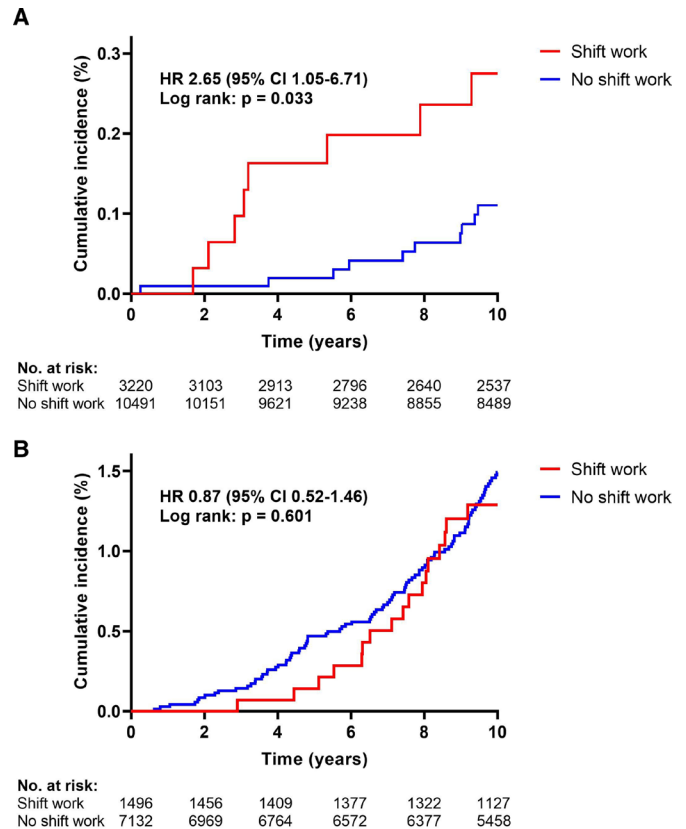 A
Cumulative incidence (%)
0.3
0.2
0.1
0.0
HR 2.65 (95% CI 1.05-6.71)
Log rank: p = 0.033
Shift work
No shift work
0 2 4 6 8 10
Time (years)
No. at risk:
Shift work 3220 3103 2913 2796 2640 2537
No shift work 10491 10151 9621 9238 8855 8489
B
Cumulative incidence (%)
1.5
1.0
0.5
0.0
HR 0.87 (95% CI 0.52-1.46)
Log rank: p = 0.601
Shift work
No shift work
0 2 4 6 8 10
Time (years)
No. at risk:
Shift work 1496 1456 1409 1377 1322 1127
No shift work 7132 6969 6764 6572 6377 5458